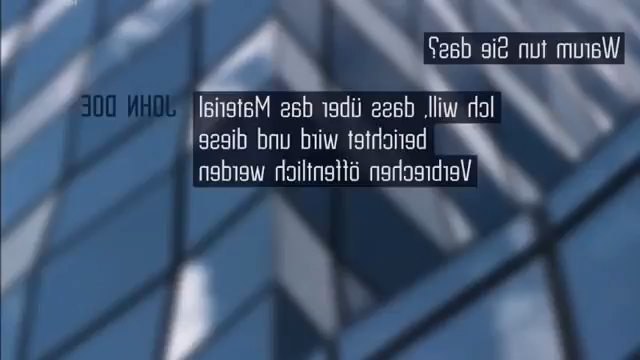 Warum tun Sie das?
JOHN DOE
Ich will, dass über das Material
berichtet wird und diese
Verbrechen öffentlich werden